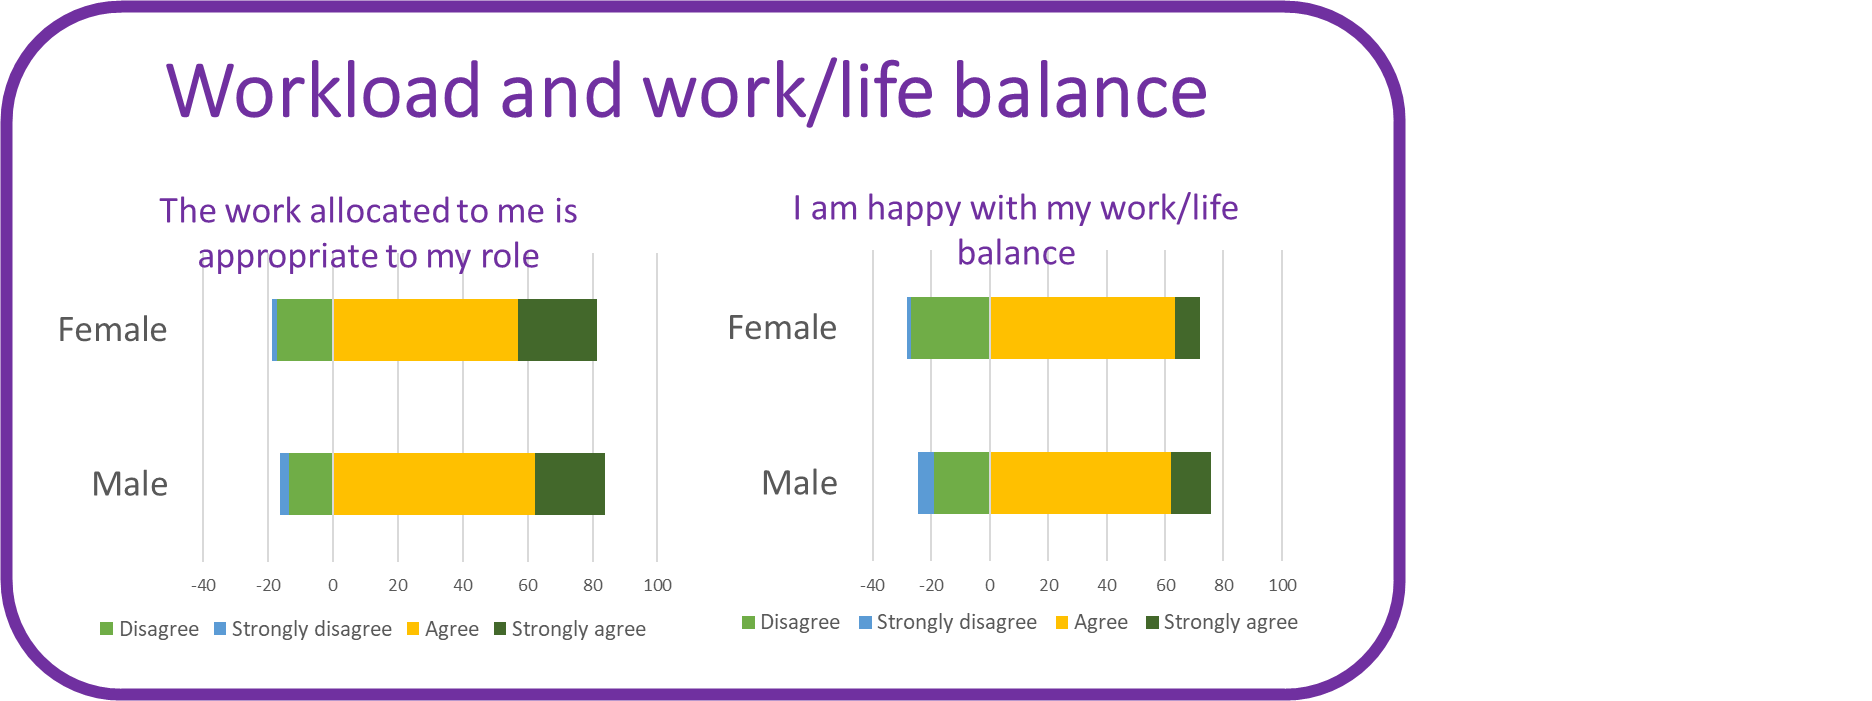 Workload and work/life balance
The work allocated to me is
appropriate to my role
Female
Male
-40 -20 0 20 40 60 80 100
Disagree Strongly disagree Agree Strongly agree
I am happy with my work/life
balance
Female
Male
-40 -20 0 20 40 60 80 100
Disagree Strongly disagree Agree Strongly agree